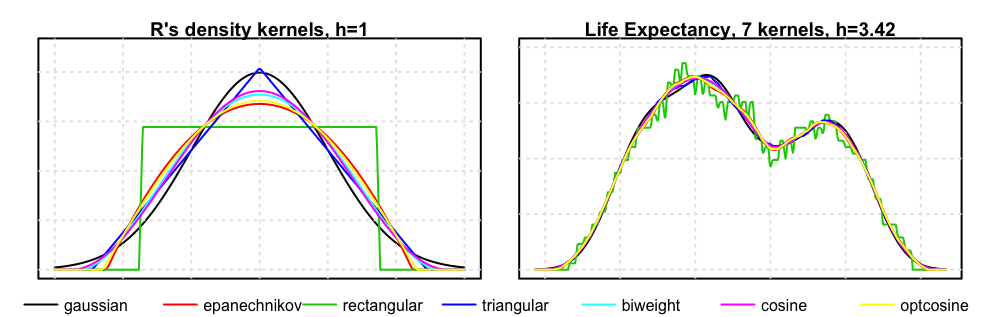 R's density kernels, h=1
Life Expectancy, 7 kernels, h=3.42
gaussian epanechnikov rectangular triangular biweight cosine optcosine